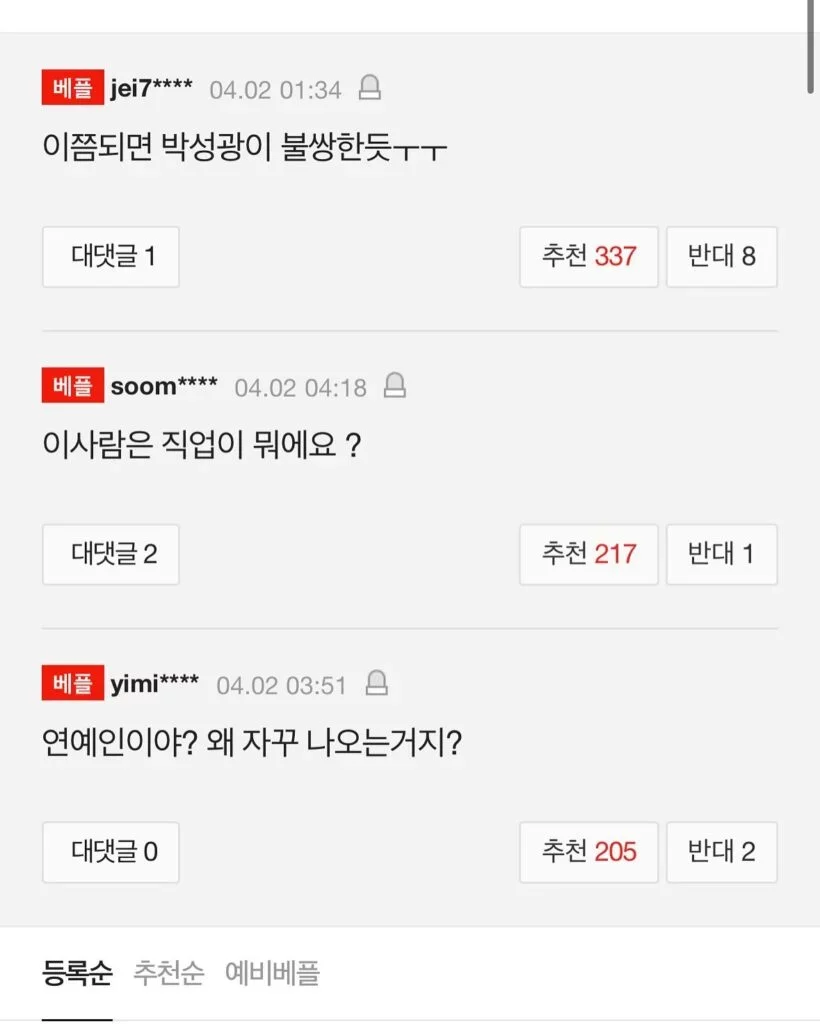 베플 jei7**** 04.02 01:34
이쯤되면 박성광이 불쌍한듯ㅜㅜ
대댓글 1 추천 337 반대 8
베플 soom**** 04.02 04:18
이사람은 직업이 뭐에요 ?
대댓글 2 추천 217 반대 1
베플 yimi**** 04.02 03:51
연예인이야? 왜 자꾸 나오는거지?
대댓글 0 추천 205 반대 2
등록순 추천순 예비베플